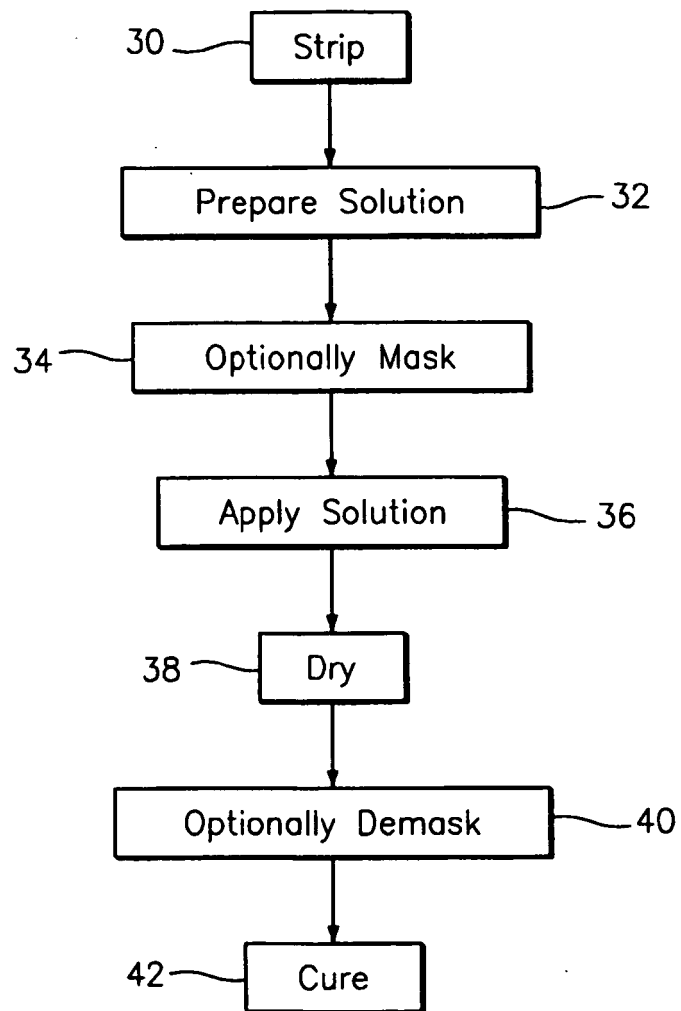 30 Strip
Prepare Solution 32
34 Optionally Mask
Apply Solution 36
38 Dry
Optionally Demask 40
42 Cure